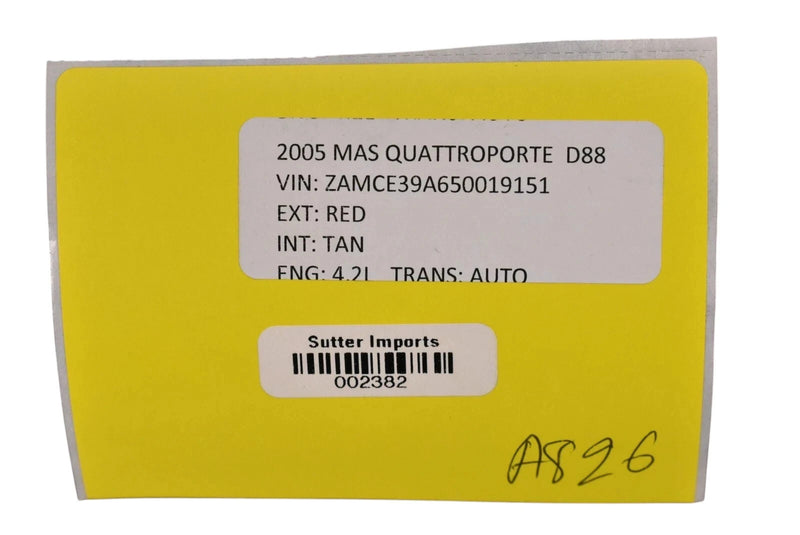 2005 MAS QUATTROPORTE D88
VIN: ZAMCE39A650019151
EXT: RED
INT: TAN
ENG: 4.2L TRANS: AUTO
Sutter Imports
002382
A826